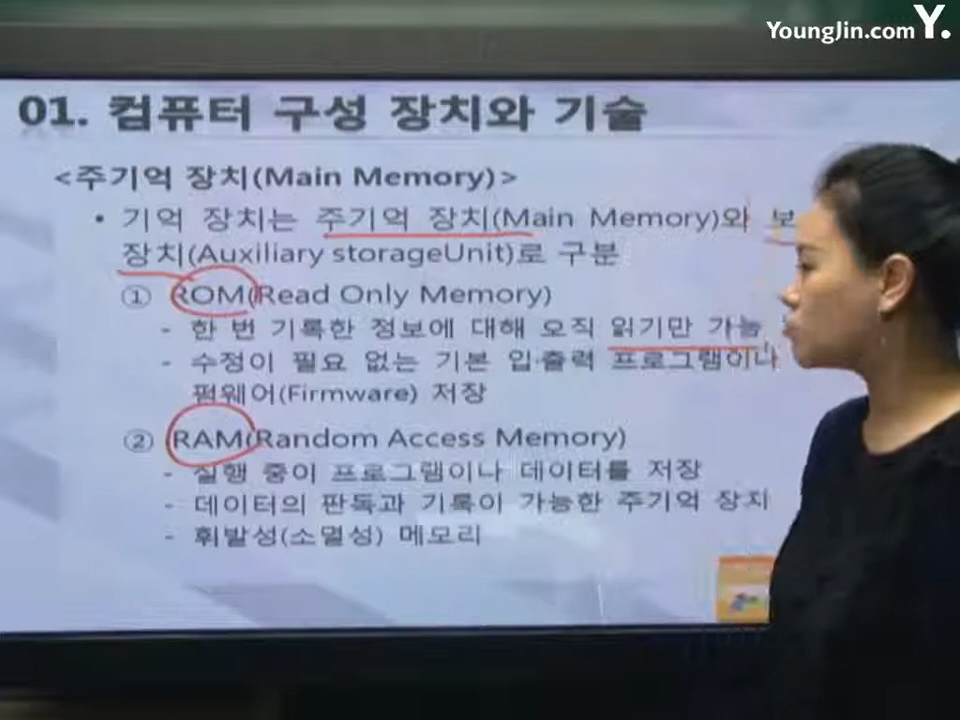 YoungJin.com Y.
01. 컴퓨터 구성 장치와 기술
<주기억 장치(Main Memory)>
• 기억 장치는 주기억 장치(Main Memory)와
장치(Auxiliary storageUnit)로 구분
① ROM(Read Only Memory)
- 한 번 기록한 정보에 대해 오직 읽기만 가능
- 수정이 필요 없는 기본 입·출력 프로그램이나
펌웨어(Firmware) 저장
② RAM(Random Access Memory)
- 실행 중이 프로그램이나 데이터를 저장
- 데이터의 판독과 기록이 가능한 주기억 장치
- 휘발성(소멸성) 메모리